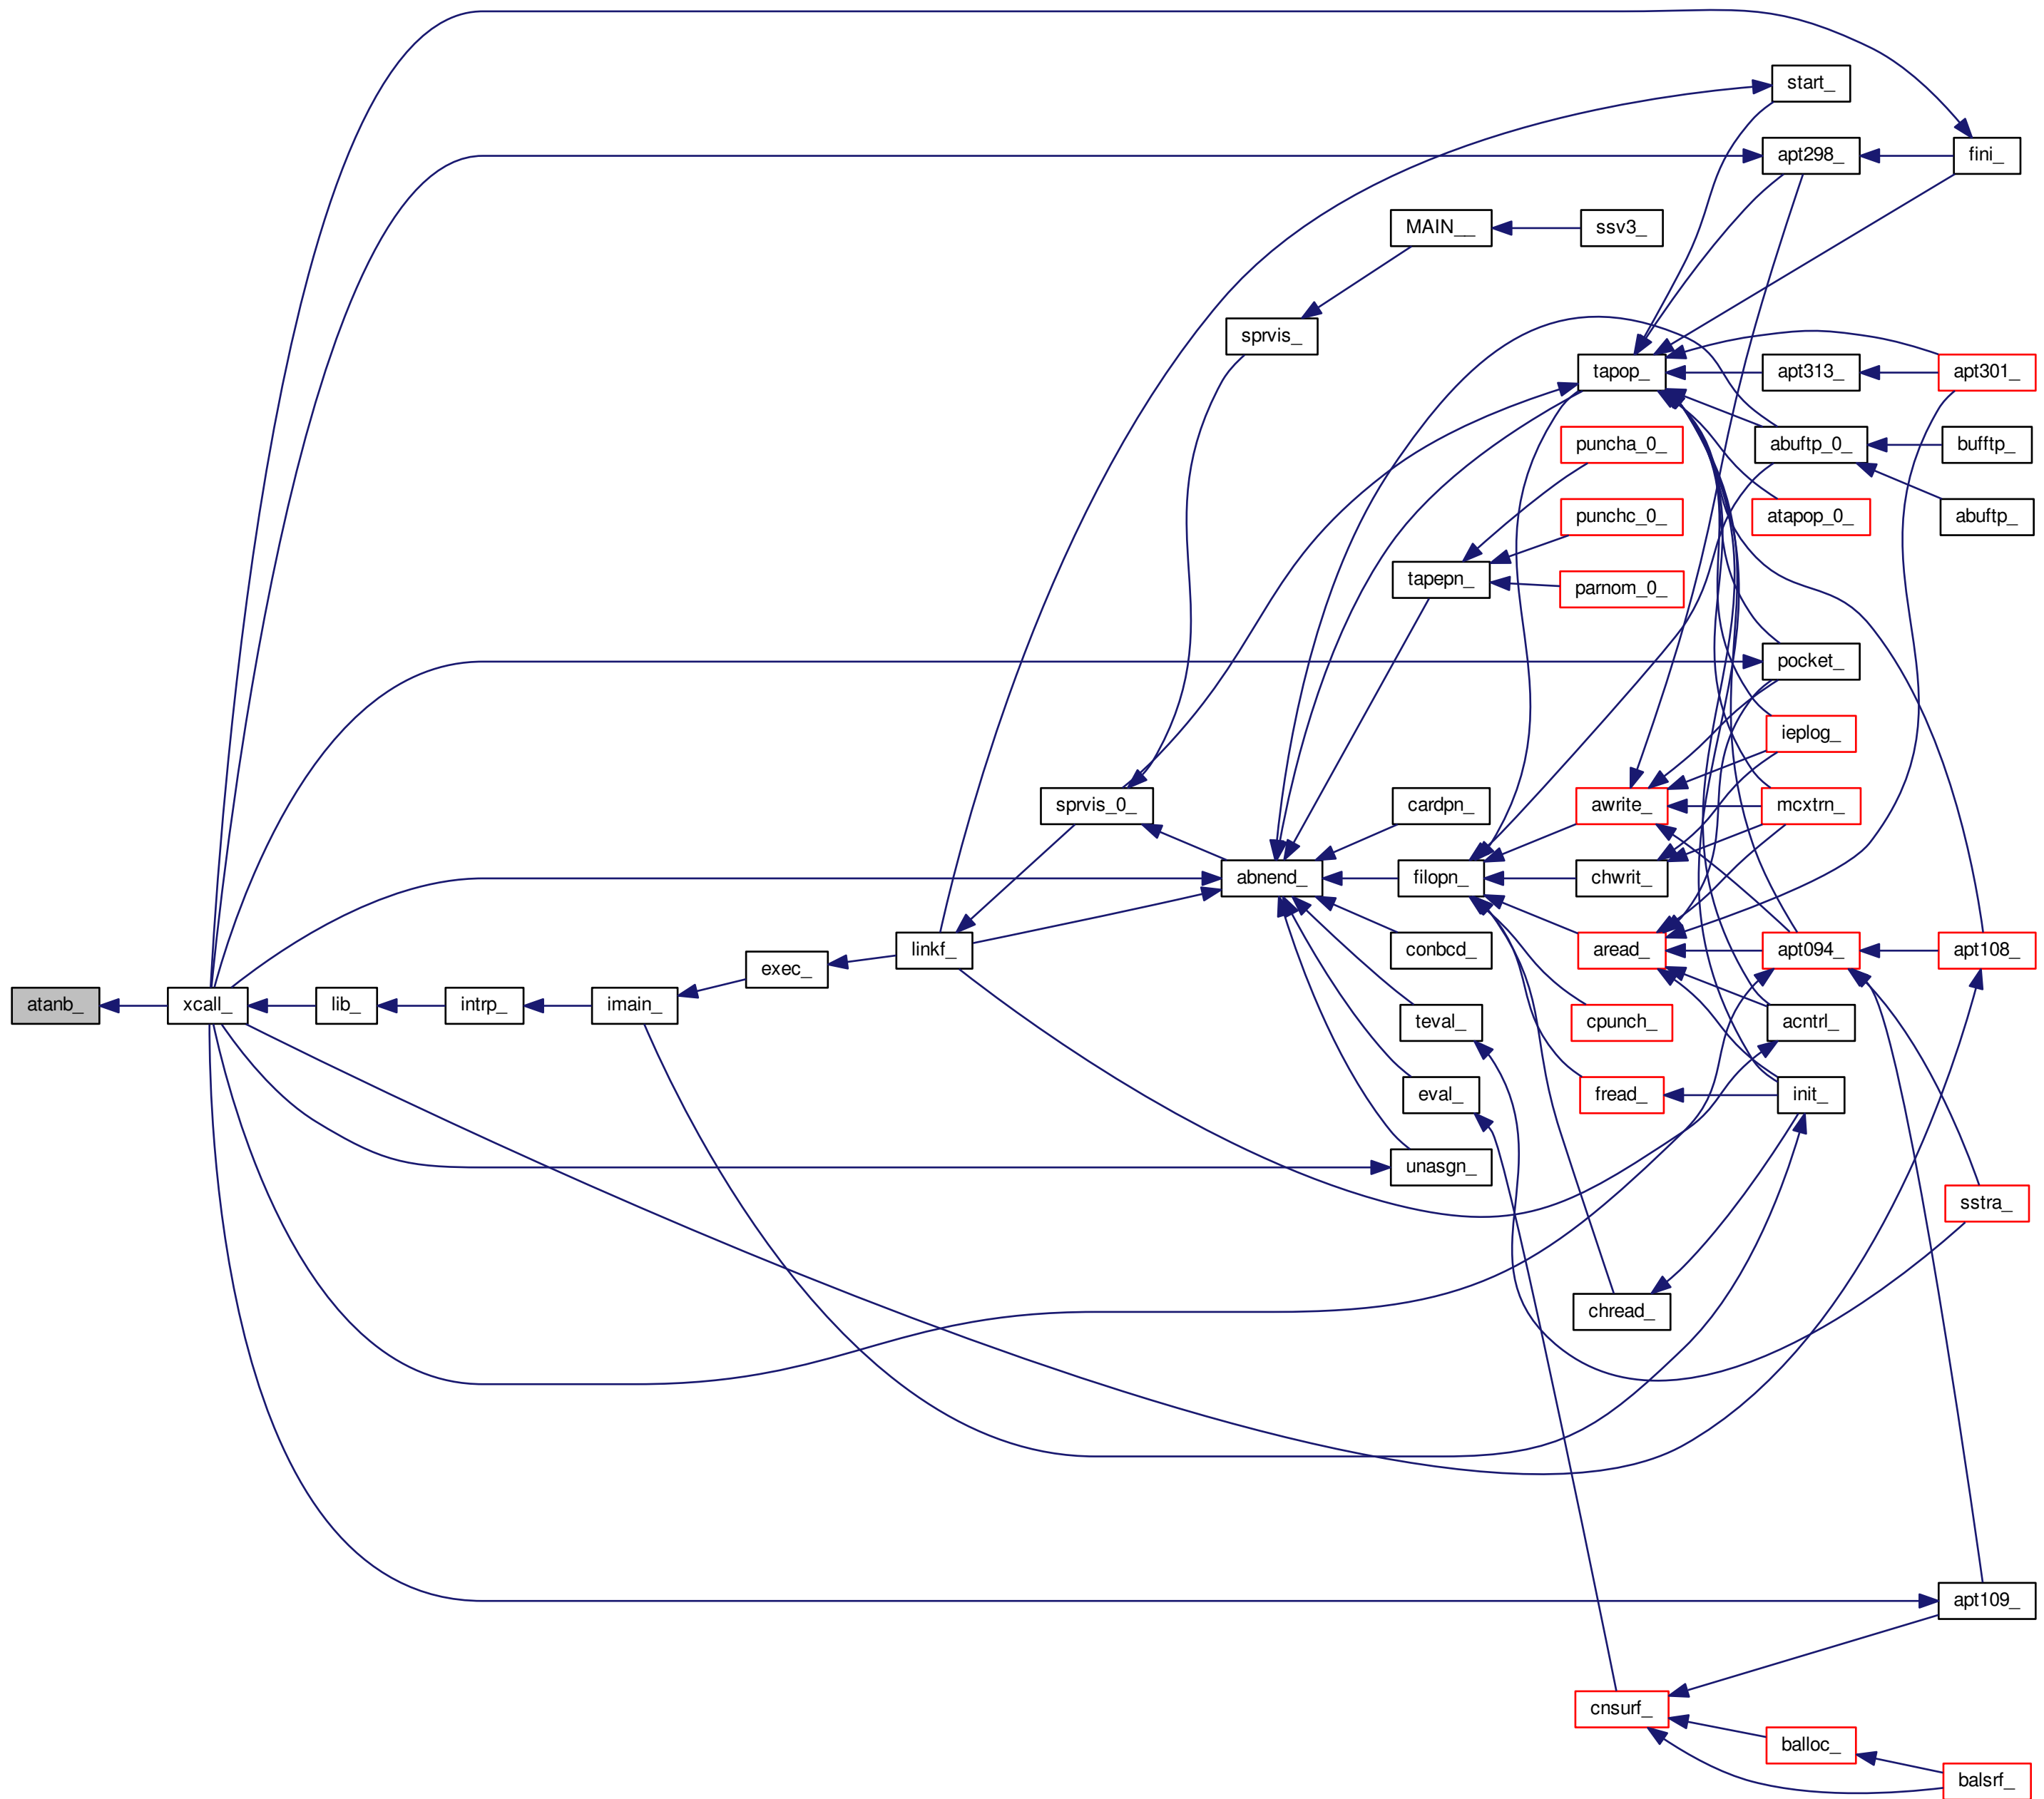 start_
apt298_
fini_
MAIN__
ssv3_
sprvis_
tapop_
apt313_
apt301_
puncha_0_
abuftp_0_
bufftp_
punchc_0_
atapop_0_
abuftp_
tapepn_
parnom_0_
pocket_
ieplog_
sprvis_0_
cardpn_
awrite_
mcxtrn_
abnend_
filopn_
chwrit_
linkf_
conbcd_
aread_
apt094_
apt108_
exec_
atanb_
xcall_
lib_
intrp_
imain_
teval_
cpunch_
acntrl_
eval_
fread_
init_
unasgn_
sstra_
chread_
apt109_
cnsurf_
balloc_
balsrf_